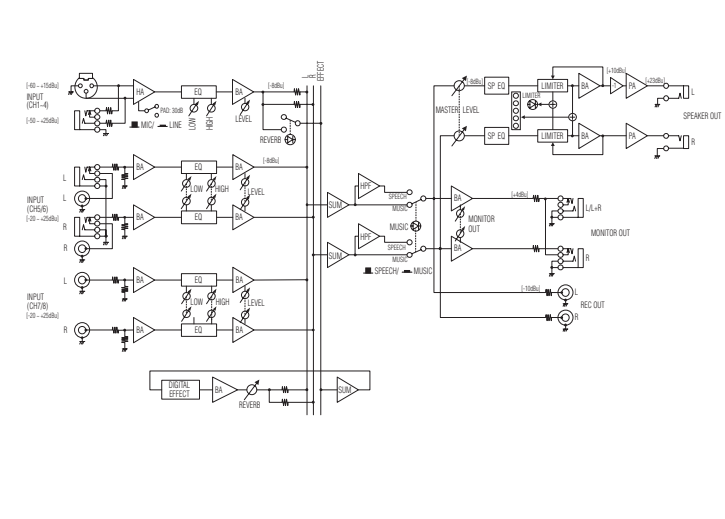 [-60 – +15dBu]
INPUT
(CH1–4)
[-50 – +25dBu]
HA
PAD: 30dB
MIC/ LINE
EQ
LOW
HIGH
BA
LEVEL
[-8dBu]
REVERB
L
R
EFFECT
L
L
INPUT
(CH5/6)
[-20 – +25dBu]
R
R
BA
BA
EQ
LOW
HIGH
EQ
BA
LEVEL
BA
[-8dBu]
INPUT
(CH7/8)
[-20 – +25dBu]
L
R
BA
BA
EQ
LOW
HIGH
EQ
BA
LEVEL
BA
DIGITAL
EFFECT
BA
REVERB
SUM
SUM
SUM
HPF
SPEECH
MUSIC
MUSIC
HPF
SPEECH
MUSIC
SPEECH/ MUSIC
[-8dBu]
MASTER LEVEL
SP EQ
SP EQ
LIMITER
LIMITER
LIMITER
[+10dBu]
BA
-1
PA
[+23dBu]
L
SPEAKER OUT
BA
PA
R
BA
MONITOR
OUT
BA
[+4dBu]
L/L+R
MONITOR OUT
R
[-10dBu]
L
REC OUT
R